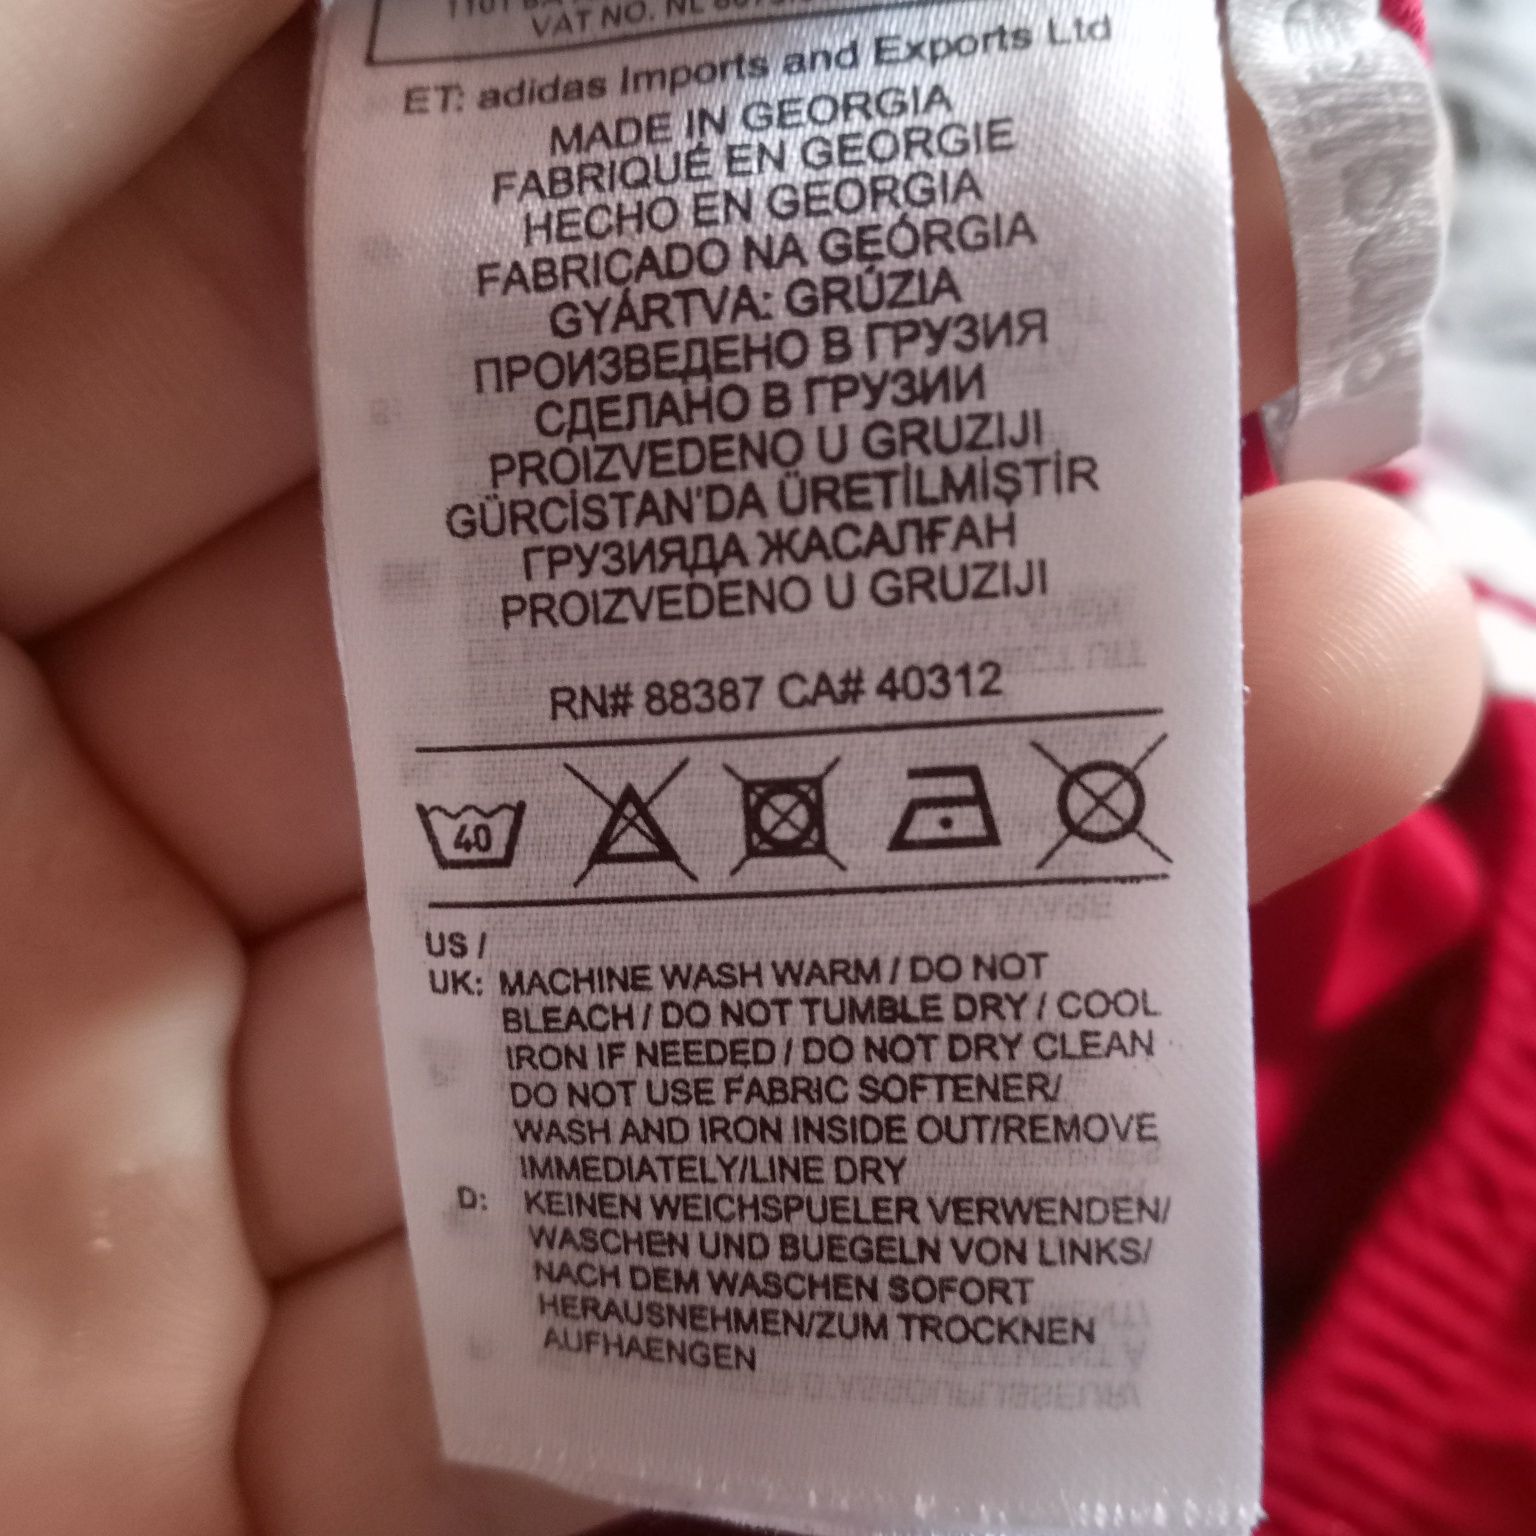 VAT NO. NL
ET: adidas Imports and Exports Ltd
MADE IN GEORGIA
FABRIQUÉ EN GEORGIE
HECHO EN GEORGIA
FABRICADO NA GEÓRGIA
GYÁRTVA: GRÚZIA
ПРОИЗВЕДЕНО В ГРУЗИЯ
СДЕЛАНО В ГРУЗИИ
PROIZVEDENO U GRUZIJI
GÜRCİSTAN'DA ÜRETİLMİŞTİR
ГРУЗИЯДА ЖАСАЛҒАН
PROIZVEDENO U GRUZIJI
RN# 88387 CA# 40312
40
US /
UK: MACHINE WASH WARM / DO NOT
BLEACH / DO NOT TUMBLE DRY / COOL
IRON IF NEEDED / DO NOT DRY CLEAN
DO NOT USE FABRIC SOFTENER/
WASH AND IRON INSIDE OUT/REMOVE
IMMEDIATELY/LINE DRY
D: KEINEN WEICHSPUELER VERWENDEN/
WASCHEN UND BUEGELN VON LINKS/
NACH DEM WASCHEN SOFORT
HERAUSNEHMEN/ZUM TROCKNEN
AUFHAENGEN